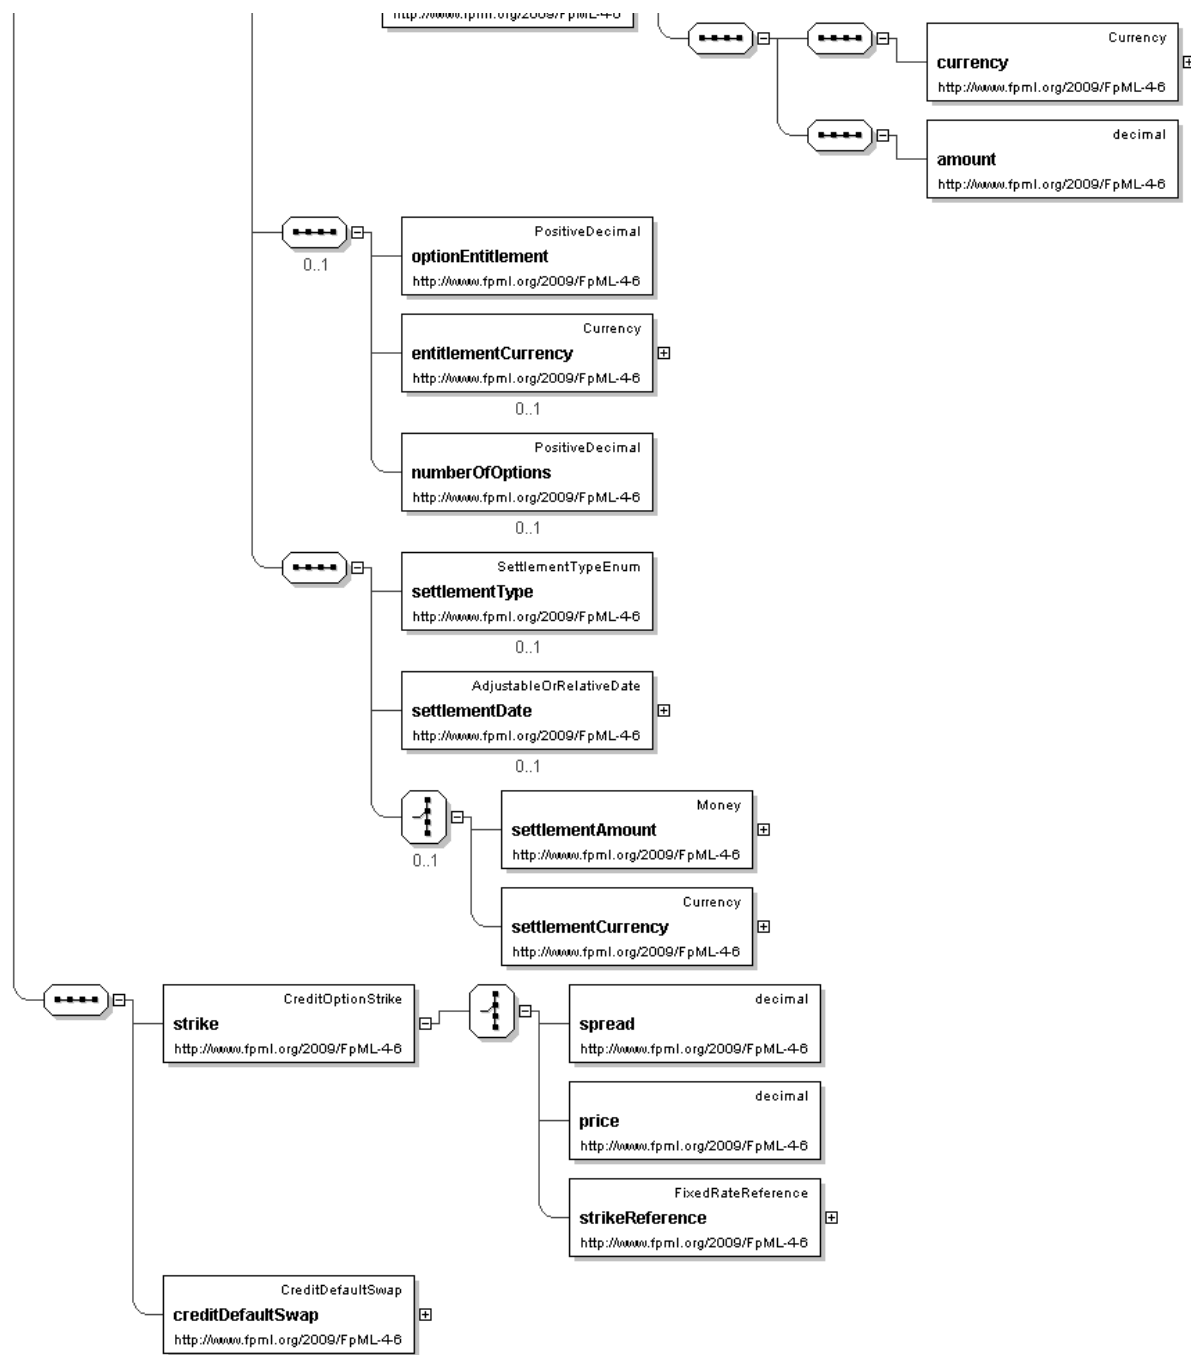 http://www.fpml.org/2009/FpML-4-6
Currency
currency
http://www.fpml.org/2009/FpML-4-6
decimal
amount
http://www.fpml.org/2009/FpML-4-6
PositiveDecimal
optionEntitlement
http://www.fpml.org/2009/FpML-4-6
0..1
Currency
entitlementCurrency
http://www.fpml.org/2009/FpML-4-6
0..1
PositiveDecimal
numberOfOptions
http://www.fpml.org/2009/FpML-4-6
0..1
SettlementTypeEnum
settlementType
http://www.fpml.org/2009/FpML-4-6
0..1
AdjustableOrRelativeDate
settlementDate
http://www.fpml.org/2009/FpML-4-6
0..1
Money
settlementAmount
http://www.fpml.org/2009/FpML-4-6
0..1
Currency
settlementCurrency
http://www.fpml.org/2009/FpML-4-6
CreditOptionStrike
strike
http://www.fpml.org/2009/FpML-4-6
decimal
spread
http://www.fpml.org/2009/FpML-4-6
decimal
price
http://www.fpml.org/2009/FpML-4-6
FixedRateReference
strikeReference
http://www.fpml.org/2009/FpML-4-6
CreditDefaultSwap
creditDefaultSwap
http://www.fpml.org/2009/FpML-4-6